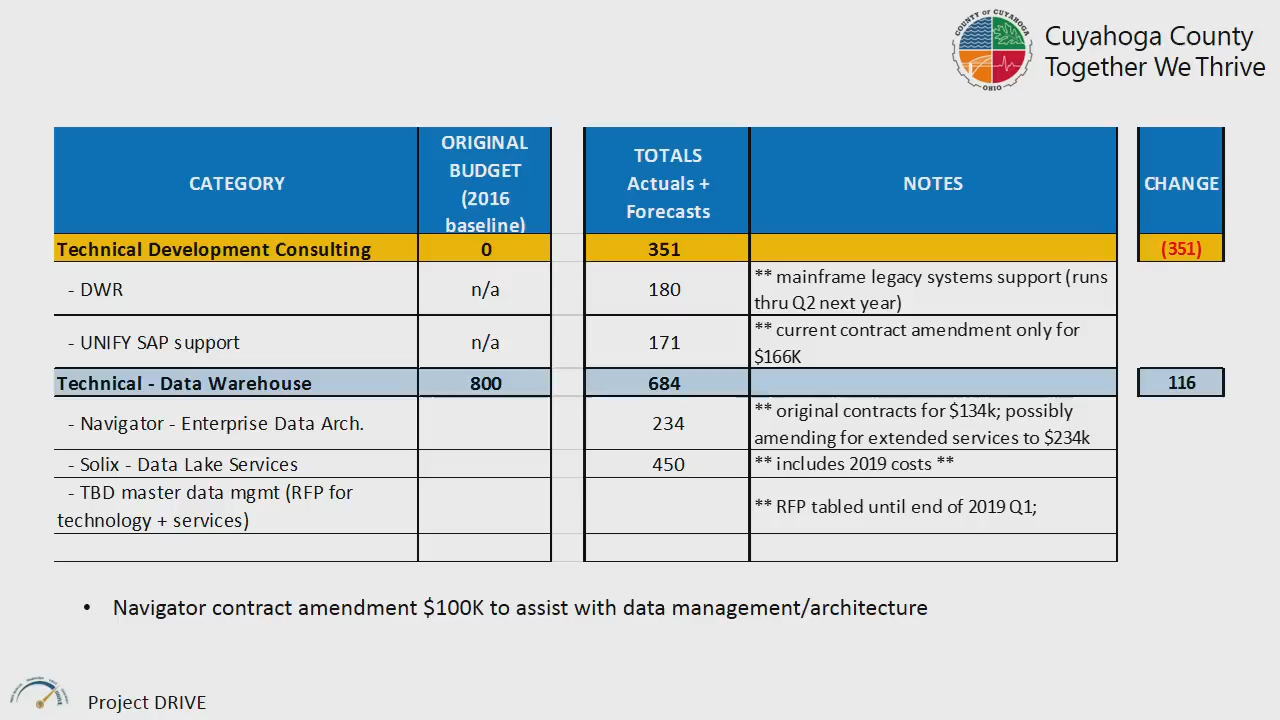 COUNTY OF CUYAHOGA
OHIO
Cuyahoga County
Together We Thrive
CATEGORY
ORIGINAL
BUDGET
(2016
baseline)
TOTALS
Actuals +
Forecasts
NOTES
CHANGE
Technical Development Consulting 0 351 (351)
- DWR n/a 180 ** mainframe legacy systems support (runs
thru Q2 next year)
- UNIFY SAP support n/a 171 ** current contract amendment only for
$166K
Technical - Data Warehouse 800 684 116
- Navigator - Enterprise Data Arch. 234 ** original contracts for $134k; possibly
amending for extended services to $234k
- Solix - Data Lake Services 450 ** includes 2019 costs **
- TBD master data mgmt (RFP for
technology + services) ** RFP tabled until end of 2019 Q1;
• Navigator contract amendment $100K to assist with data management/architecture
Project DRIVE